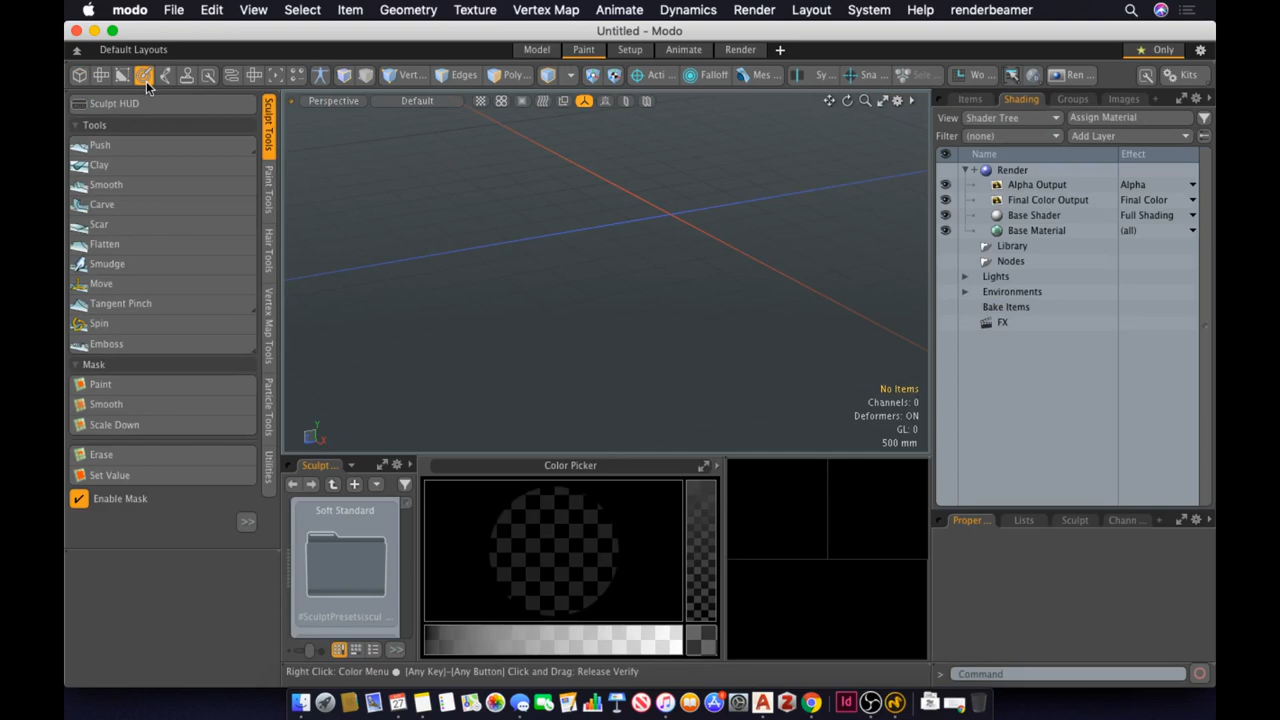 modo File Edit View Select Item Geometry Texture Vertex Map Animate Dynamics Render Layout System Help renderbeamer
Untitled - Modo
Default Layouts Model Paint Setup Animate Render + Only
Vert... Edges Poly... Acti... Falloff Mes... Sy... Sna... Sele... Wo... Ren... Kits
Sculpt HUD
Tools
Push
Clay
Smooth
Carve
Scar
Flatten
Smudge
Move
Tangent Pinch
Spin
Emboss
Mask
Paint
Smooth
Scale Down
Erase
Set Value
Enable Mask
>>
Sculpt Tools
Paint Tools
Hair Tools
Vertex Map Tools
Particle Tools
Utilities
Perspective Default
No Items
Channels: 0
Deformers: ON
GL: 0
500 mm
Y
X
Sculpt...
Soft Standard
#SculptPresets(scul ...
>>
Color Picker
Right Click: Color Menu ● [Any Key]-[Any Button] Click and Drag: Release Verify
Items Shading Groups Images +
View Shader Tree Assign Material
Filter (none) Add Layer
Name Effect
Render
Alpha Output Alpha
Final Color Output Final Color
Base Shader Full Shading
Base Material (all)
Library
Nodes
Lights
Environments
Bake Items
FX
Proper... Lists Sculpt Chann... +
> Command
27
Id